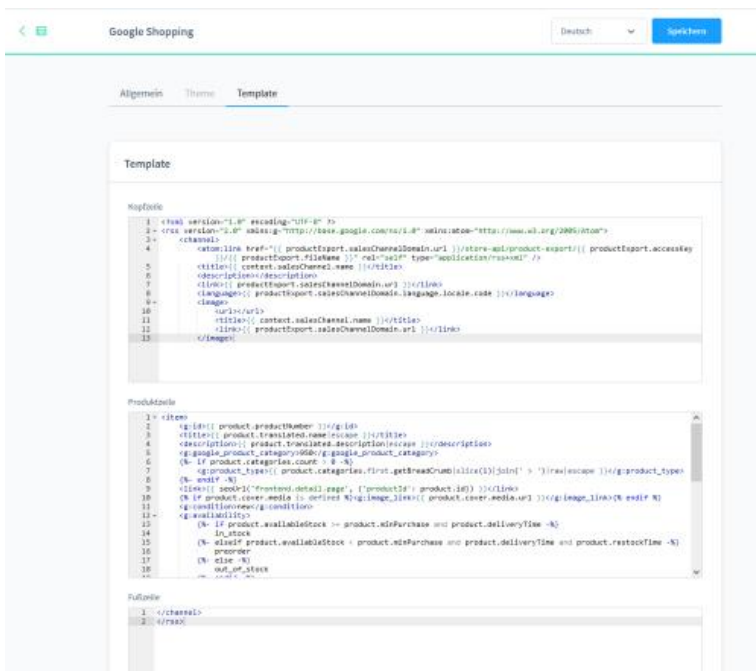 Google Shopping
Deutsch
Speichern
Allgemein Theme Template
Template
Kopfzeile
1 <?xml version="1.0" encoding="UTF-8" ?>
2 <rss version="2.0" xmlns:g="http://base.google.com/ns/1.0" xmlns:atom="http://www.w3.org/2005/Atom">
3 <channel>
4 <atom:link href="{{ productExport.salesChannelDomain.url }}/store-api/product-export/{{ productExport.accessKey
}}/{{ productExport.fileName }}" rel="self" type="application/rss+xml" />
5 <title>{{ context.salesChannel.name }}</title>
6 <description></description>
7 <link>{{ productExport.salesChannelDomain.url }}</link>
8 <language>{{ productExport.salesChannelDomain.language.locale.code }}</language>
9 <image>
10 <url></url>
11 <title>{{ context.salesChannel.name }}</title>
12 <link>{{ productExport.salesChannelDomain.url }}</link>
13 </image>
Produktzeile
1 <item>
2 <g:id>{{ product.productNumber }}</g:id>
3 <title>{{ product.translated.name|escape }}</title>
4 <description>{{ product.translated.description|escape }}</description>
5 <g:google_product_category>950</g:google_product_category>
6 {%- if product.categories.count > 0 -%}
7 <g:product_type>{{ product.categories.first.getBreadCrumb|slice(1)|join(' > ')|raw|escape }}</g:product_type>
8 {%- endif -%}
9 <link>{{ seoUrl('frontend.detail.page', {'productId': product.id}) }}</link>
10 {% if product.cover.media is defined %}<g:image_link>{{ product.cover.media.url }}</g:image_link>{% endif %}
11 <g:condition>new</g:condition>
12 <g:availability>
13 {%- if product.availableStock >= product.minPurchase and product.deliveryTime -%}
14 in_stock
15 {%- elseif product.availableStock < product.minPurchase and product.deliveryTime and product.restockTime -%}
16 preorder
17 {%- else -%}
18 out_of_stock
Fußzeile
1 </channel>
2 </rss>